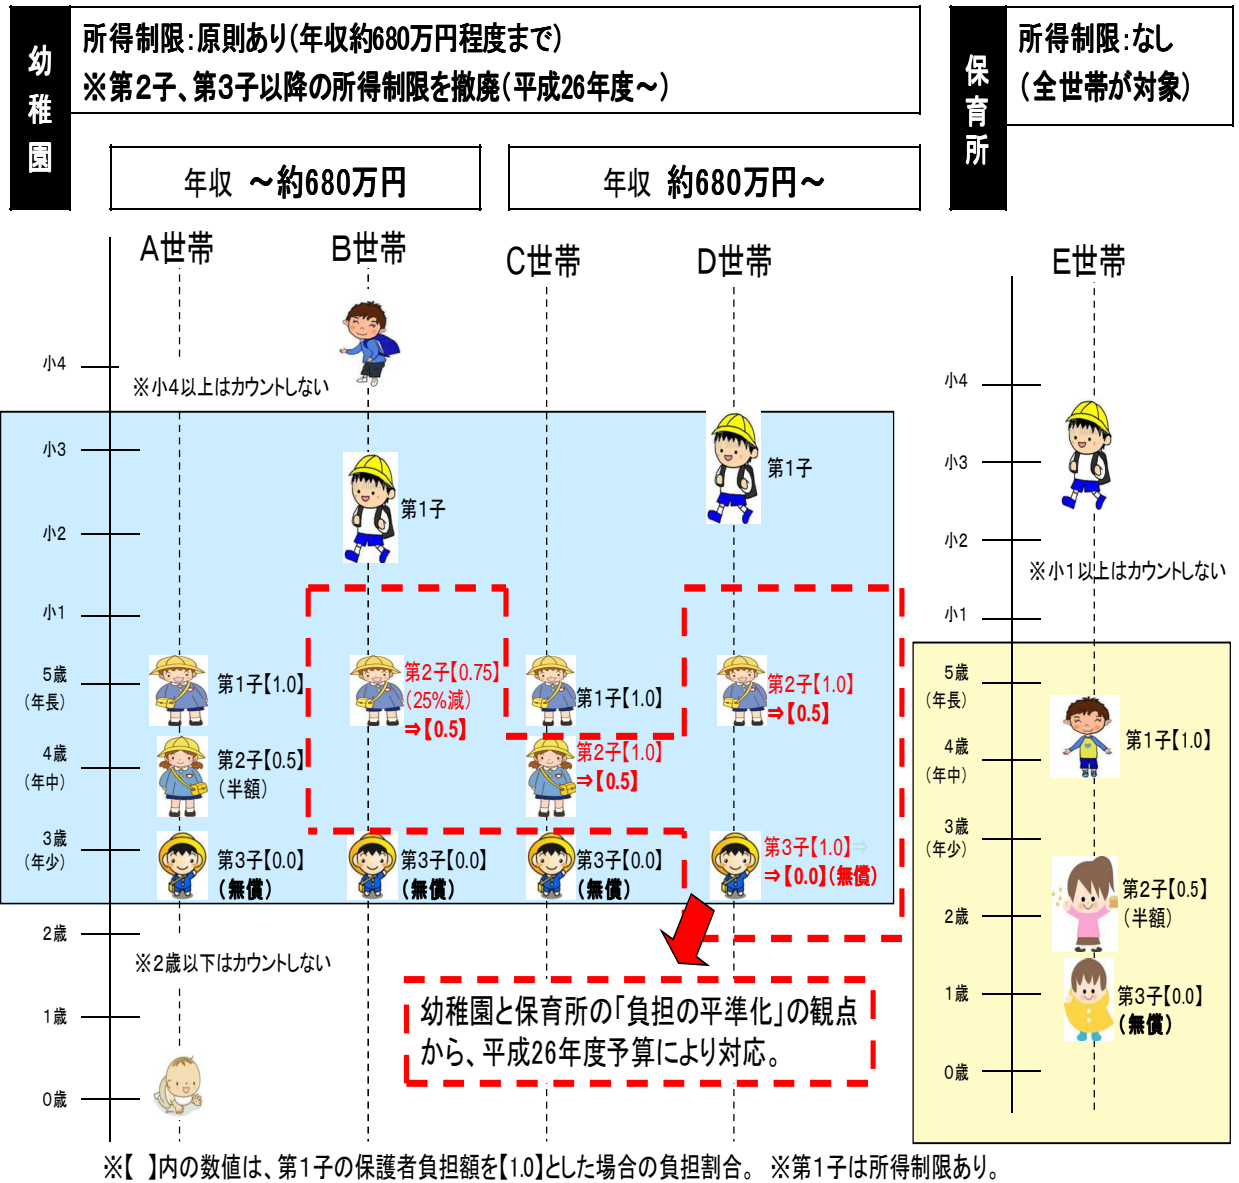 幼稚園
所得制限：原則あり（年収約680万円程度まで）
※第２子、第３子以降の所得制限を撤廃（平成26年度～）
保育所
所得制限：なし
（全世帯が対象）
年収　～約680万円
年収　約680万円～
A世帯
B世帯
C世帯
D世帯
E世帯
小4
※小４以上はカウントしない
小3
小2
小1
5歳
（年長）
4歳
（年中）
3歳
（年少）
2歳
※２歳以下はカウントしない
1歳
0歳
第１子【1.0】
第２子【0.5】
（半額）
第３子【0.0】
（無償）
第１子
第２子【0.75】
（25%減）
⇒【0.5】
第３子【0.0】
（無償）
第１子【1.0】
第２子【1.0】
⇒【0.5】
第３子【0.0】
（無償）
第１子
第２子【1.0】
⇒【0.5】
第３子【1.0】⇒
⇒【0.0】（無償）
幼稚園と保育所の「負担の平準化」の観点
から、平成26年度予算により対応。
小4
小3
小2
※小１以上はカウントしない
小1
5歳
（年長）
4歳
（年中）
3歳
（年少）
2歳
1歳
0歳
第１子【1.0】
第２子【0.5】
（半額）
第３子【0.0】
（無償）
※【　】内の数値は、第１子の保護者負担額を【1.0】とした場合の負担割合。　※第１子は所得制限あり。